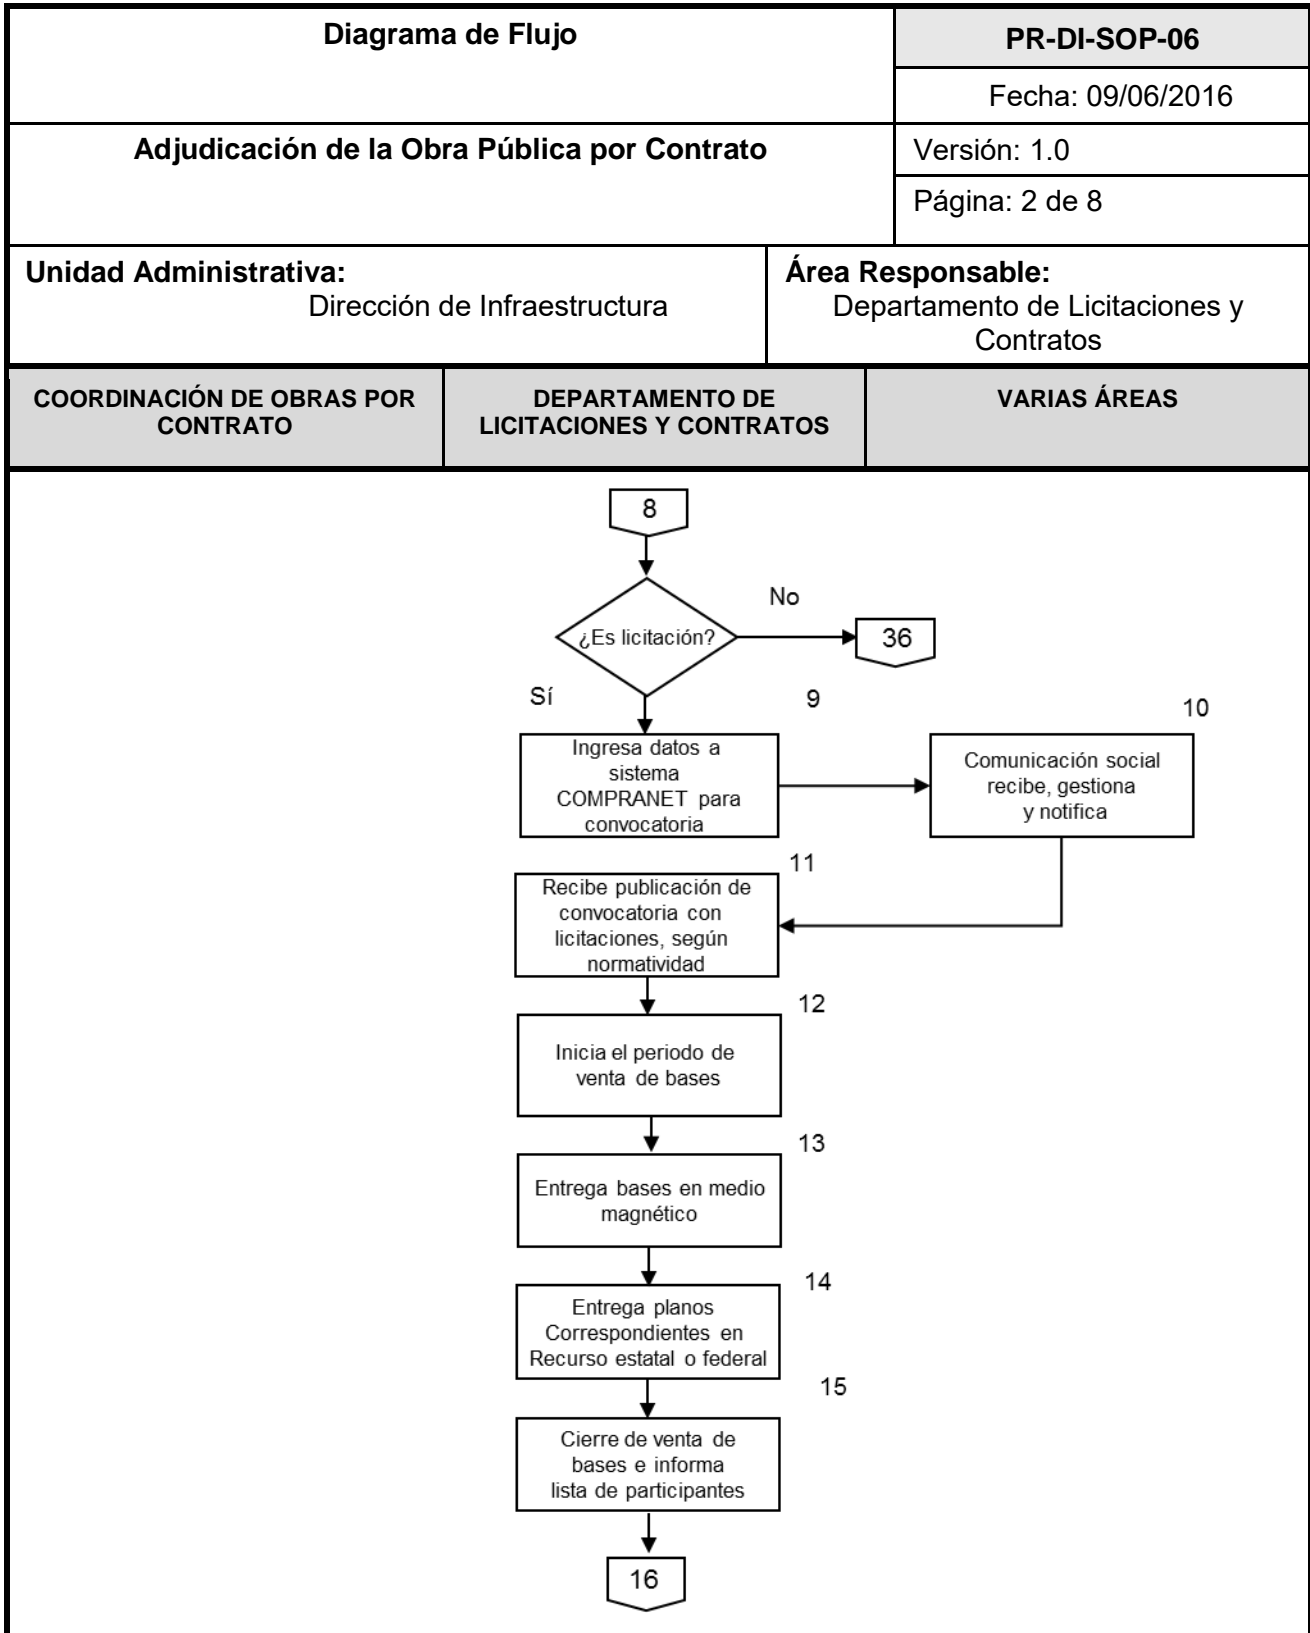 Diagrama de Flujo
PR-DI-SOP-06
Fecha: 09/06/2016
Adjudicación de la Obra Pública por Contrato
Versión: 1.0
Página: 2 de 8
Unidad Administrativa:
Dirección de Infraestructura
Área Responsable:
Departamento de Licitaciones y
Contratos
COORDINACIÓN DE OBRAS POR
CONTRATO
DEPARTAMENTO DE
LICITACIONES Y CONTRATOS
VARIAS ÁREAS
8
¿Es licitación?
No
36
Sí
9
Ingresa datos a
sistema
COMPRANET para
convocatoria
10
Comunicación social
recibe, gestiona
y notifica
11
Recibe publicación de
convocatoria con
licitaciones, según
normatividad
12
Inicia el periodo de
venta de bases
13
Entrega bases en medio
magnético
14
Entrega planos
Correspondientes en
Recurso estatal o federal
15
Cierre de venta de
bases e informa
lista de participantes
16